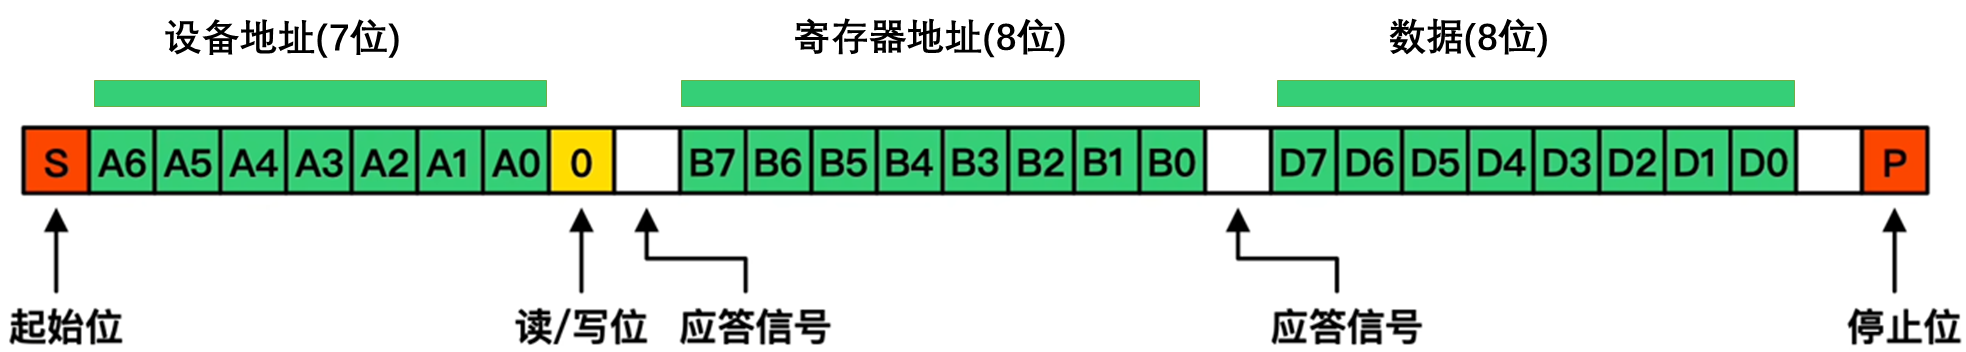 设备地址(7位) 寄存器地址(8位) 数据(8位)
S A6 A5 A4 A3 A2 A1 A0 0 B7 B6 B5 B4 B3 B2 B1 B0 D7 D6 D5 D4 D3 D2 D1 D0 P
起始位 读/写位 应答信号 应答信号 停止位